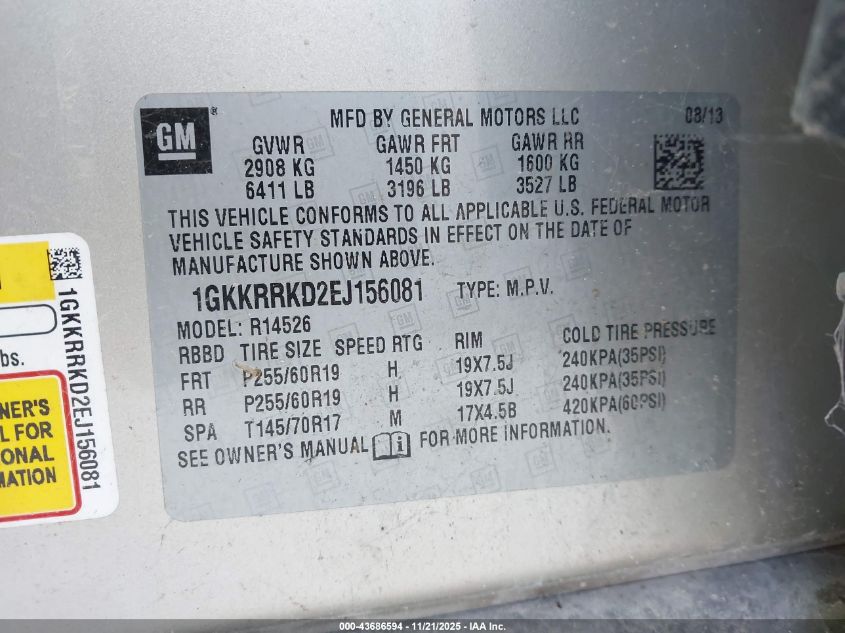 GM
MFD BY GENERAL MOTORS LLC 08/13
GVWR GAWR FRT GAWR RR
2908 KG 1450 KG 1600 KG
6411 LB 3196 LB 3527 LB
THIS VEHICLE CONFORMS TO ALL APPLICABLE U.S. FEDERAL MOTOR
VEHICLE SAFETY STANDARDS IN EFFECT ON THE DATE OF
MANUFACTURE SHOWN ABOVE.
1GKKRRKD2EJ156081 TYPE: M.P.V.
MODEL: R14526
RBBD TIRE SIZE SPEED RTG RIM COLD TIRE PRESSURE
FRT P255/60R19 H 19X7.5J 240KPA(35PSI)
RR P255/60R19 H 19X7.5J 240KPA(35PSI)
SPA T145/70R17 M 17X4.5B 420KPA(60PSI)
SEE OWNER'S MANUAL FOR MORE INFORMATION.
1GKKRRKD2EJ156081
bs.
NER'S
L FOR
ONAL
MATION
000-43686594 - 11/21/2025 - IAA Inc.